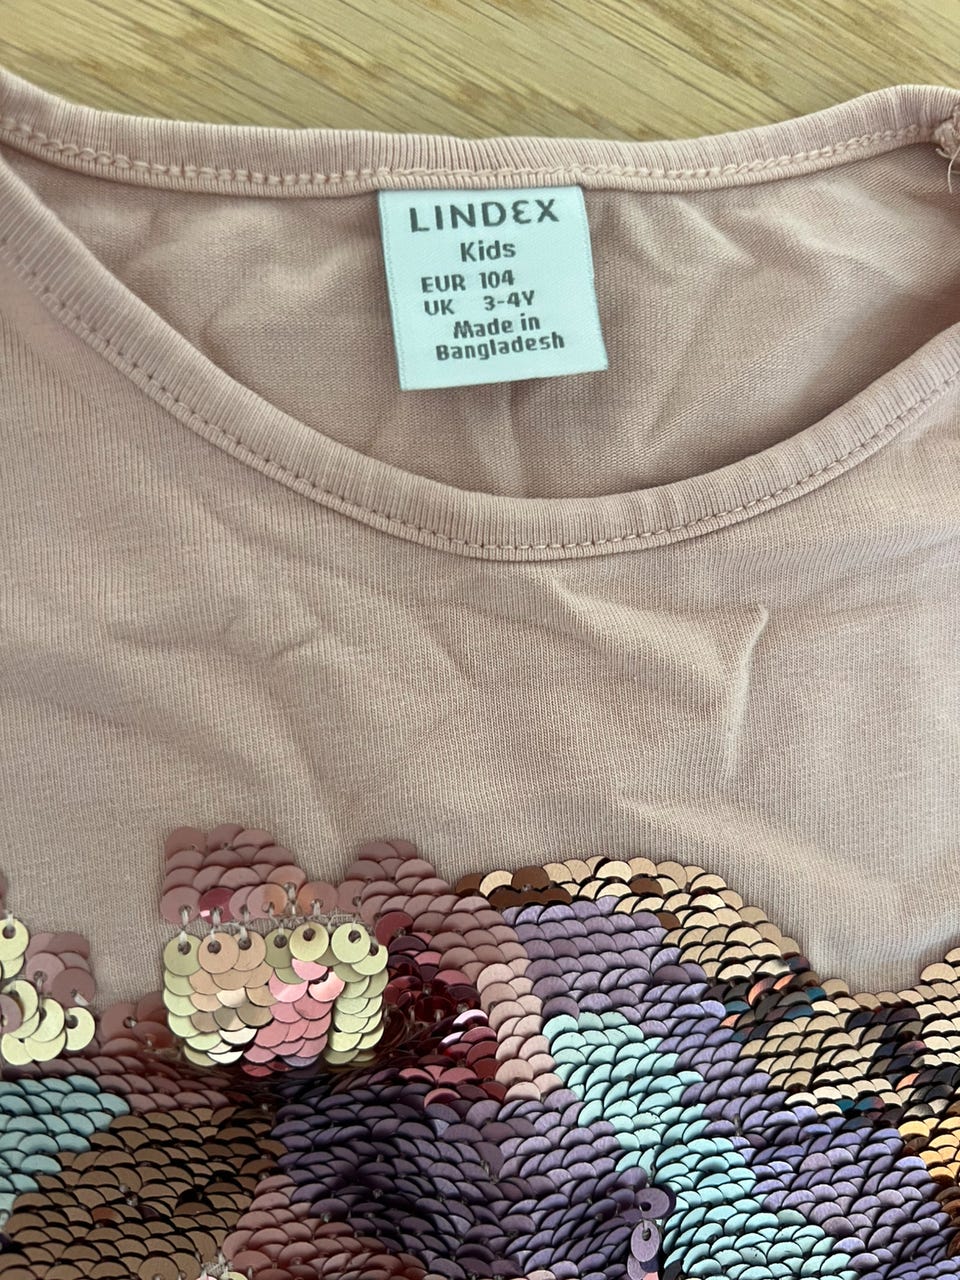 LINDEX
Kids
EUR 104
UK 3-4Y
Made in
Bangladesh